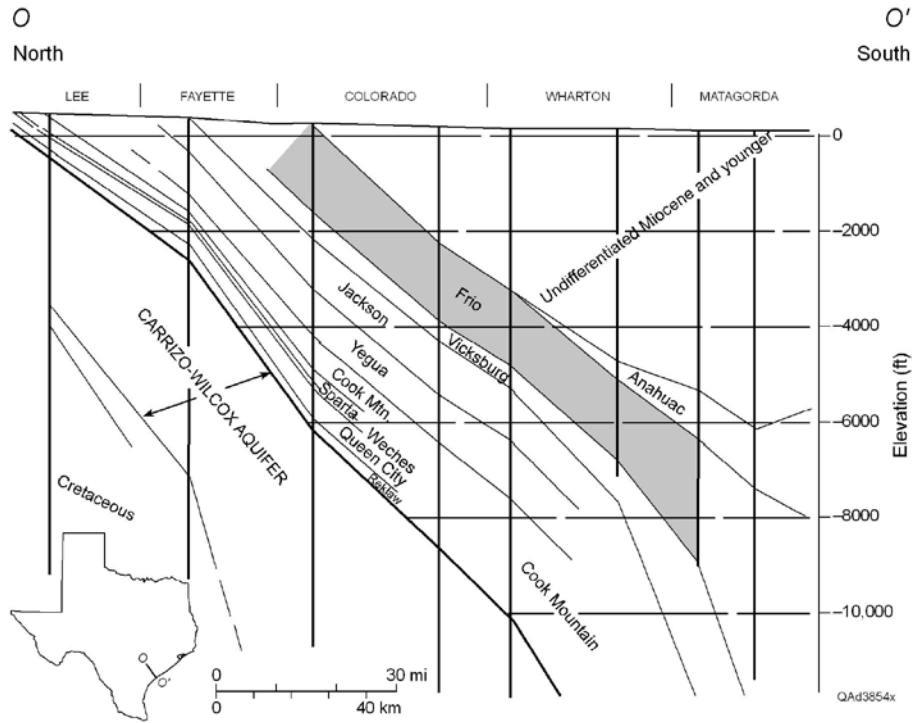 O
O'
North
South
LEE
FAYETTE
COLORADO
WHARTON
MATAGORDA
0
−2000
−4000
−6000
−8000
−10,000
Elevation (ft)
Undifferentiated Miocene and younger
Frio
Anahuac
Jackson
Vicksburg
Yegua
Cook Mtn.
Sparta
Weches
Queen City
Reklaw
CARRIZO-WILCOX AQUIFER
Cretaceous
Cook Mountain
O
O'
0
30 mi
0
40 km
QAd3854x